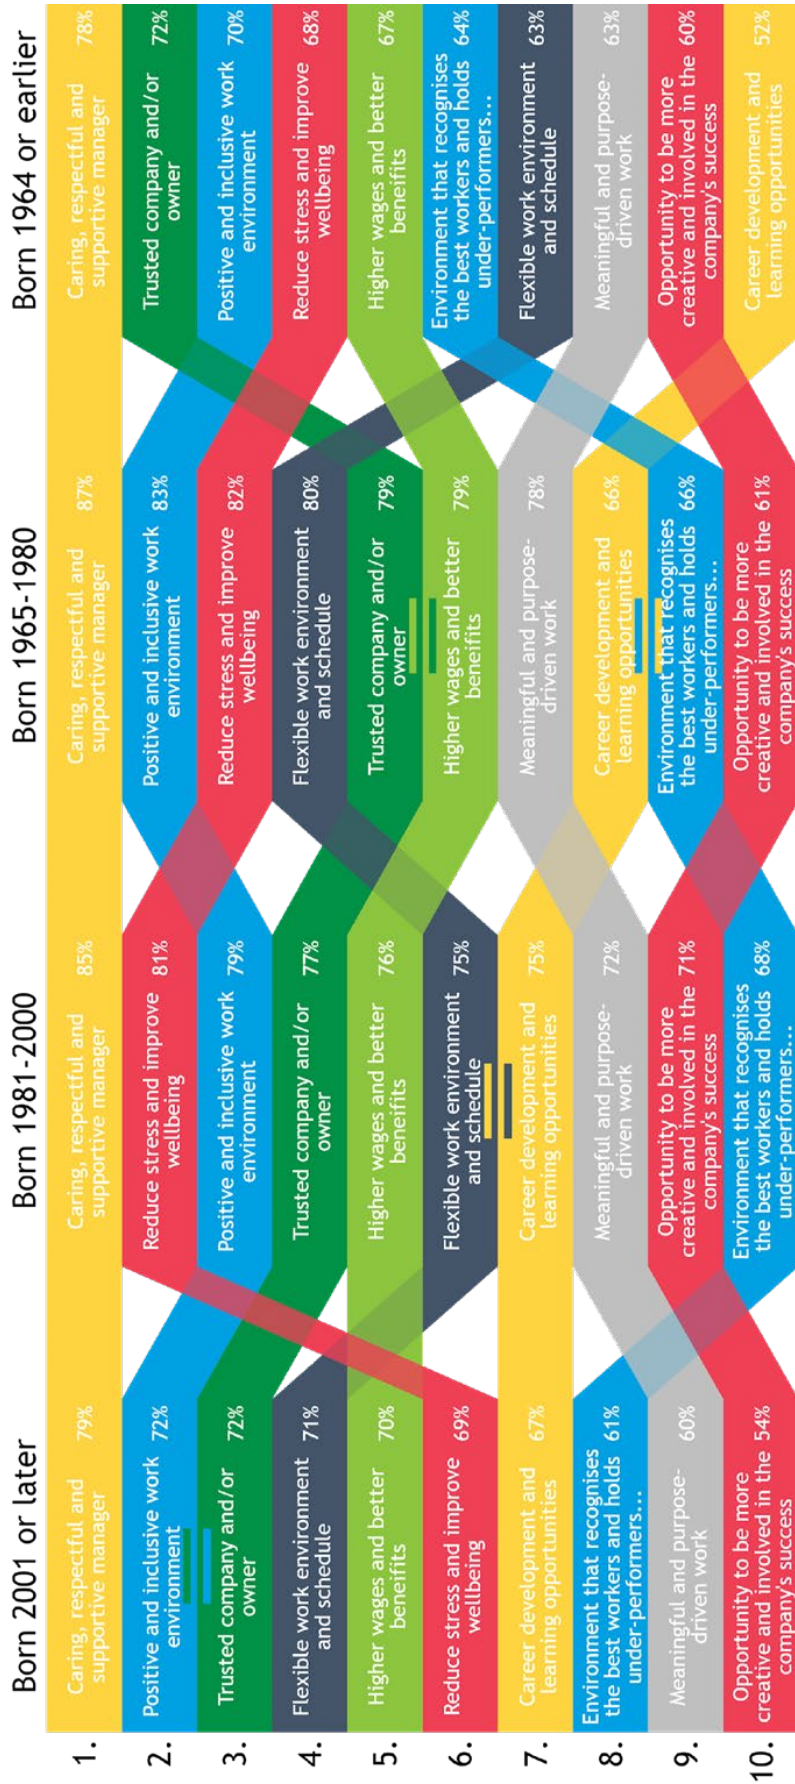 Born 2001 or later
Born 1981-2000
Born 1965-1980
Born 1964 or earlier
1.
Caring, respectful and
supportive manager
79%
Caring, respectful and
supportive manager
85%
Caring, respectful and
supportive manager
87%
Caring, respectful and
supportive manager
78%
2.
Positive and inclusive work
environment
72%
Reduce stress and improve
wellbeing
81%
Positive and inclusive work
environment
83%
Trusted company and/or
owner
72%
3.
Trusted company and/or
owner
72%
Positive and inclusive work
environment
79%
Reduce stress and improve
wellbeing
82%
Positive and inclusive work
environment
70%
4.
Flexible work environment
and schedule
71%
Trusted company and/or
owner
77%
Flexible work environment
and schedule
80%
Reduce stress and improve
wellbeing
68%
5.
Higher wages and better
beneifits
70%
Higher wages and better
beneifits
76%
Trusted company and/or
owner
79%
Higher wages and better
beneifits
67%
6.
Reduce stress and improve
wellbeing
69%
Flexible work environment
and schedule
75%
Higher wages and better
beneifits
79%
Environment that recognises
the best workers and holds
under-performers...
64%
7.
Career development and
learning opportunities
67%
Career development and
learning opportunities
75%
Meaningful and purpose-
driven work
78%
Flexible work environment
and schedule
63%
8.
Environment that recognises
the best workers and holds
under-performers...
61%
Meaningful and purpose-
driven work
72%
Career development and
learning opportunities
66%
Meaningful and purpose-
driven work
63%
9.
Meaningful and purpose-
driven work
60%
Opportunity to be more
creative and involved in the
company's success
71%
Environment that recognises
the best workers and holds
under-performers...
66%
Opportunity to be more
creative and involved in the
company's success
60%
10.
Opportunity to be more
creative and involved in the
company's success
54%
Environment that recognises
the best workers and holds
under-performers...
68%
Opportunity to be more
creative and involved in the
company's success
61%
Career development and
learning opportunities
52%